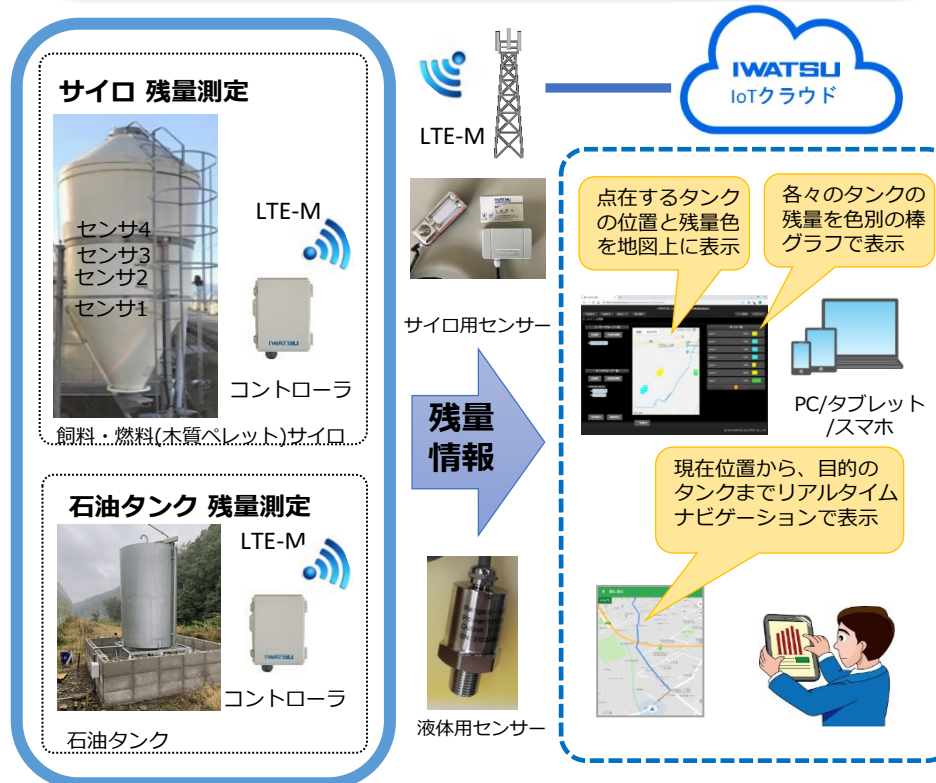 サイロ 残量測定
センサ4
センサ3
センサ2
センサ1
LTE-M
IWATSU
コントローラ
飼料・燃料(木質ペレット)サイロ
石油タンク 残量測定
LTE-M
IWATSU
コントローラ
石油タンク
LTE-M
サイロ用センサー
残量
情報
液体用センサー
IWATSU
IoTクラウド
点在するタンク
の位置と残量色
を地図上に表示
各々のタンクの
残量を色別の棒
グラフで表示
PC/タブレット
/スマホ
現在位置から、目的の
タンクまでリアルタイム
ナビゲーションで表示